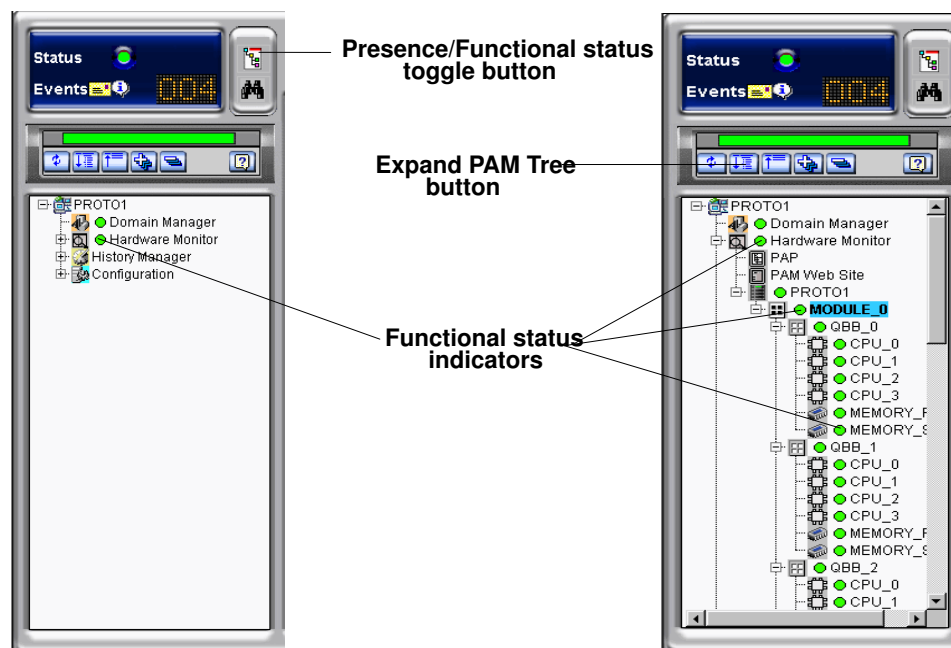 Status
Events
004
PROTO1
Domain Manager
Hardware Monitor
History Manager
Configuration
Presence/Functional status
toggle button
Expand PAM Tree
button
Functional status
indicators
Status
Events
004
PROTO1
Domain Manager
Hardware Monitor
PAP
PAM Web Site
PROTO1
MODULE_0
QBB_0
CPU_0
CPU_1
CPU_2
CPU_3
MEMORY_
MEMORY_
QBB_1
CPU_0
CPU_1
CPU_2
CPU_3
MEMORY_
MEMORY_
QBB_2
CPU_0
CPU_1